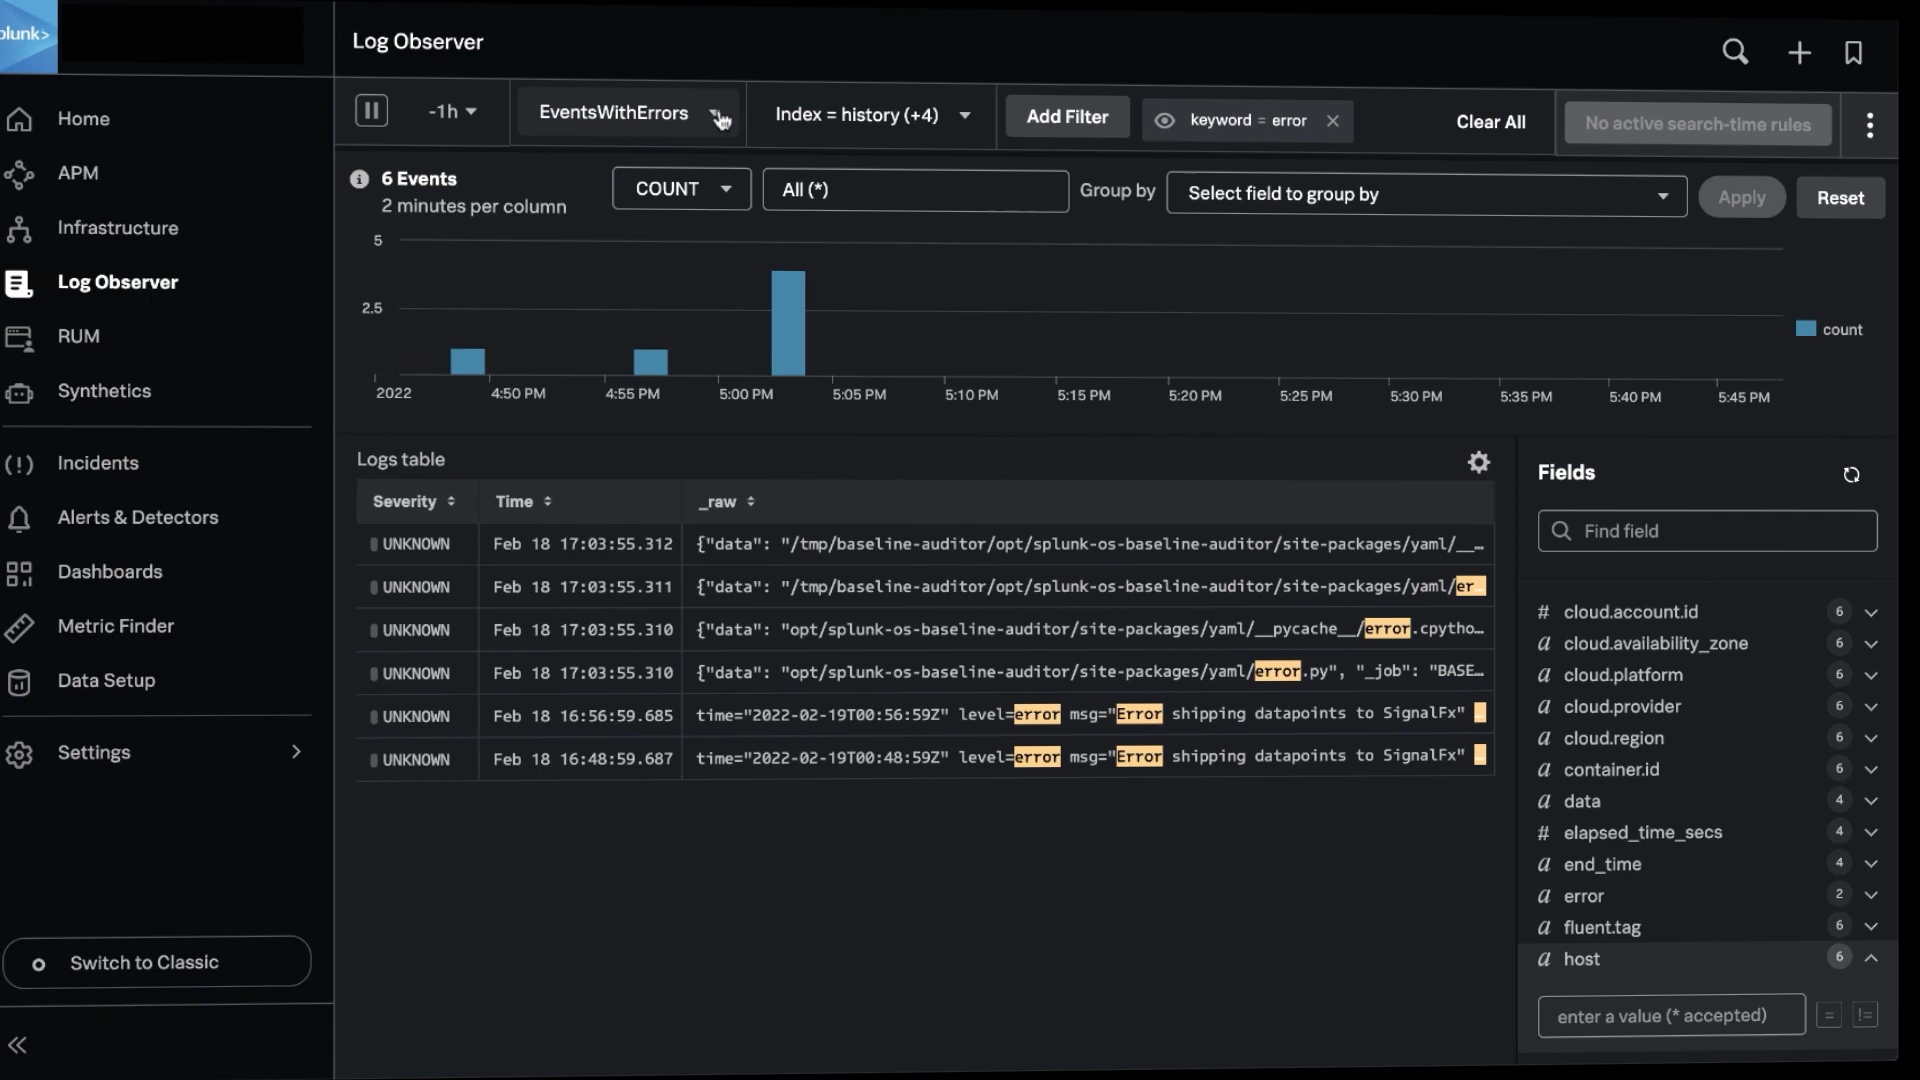 plunk>
Log Observer
-1h
EventsWithErrors
Index = history (+4)
Add Filter
keyword = error
Clear All
No active search-time rules
Home
APM
Infrastructure
Log Observer
RUM
Synthetics
Incidents
Alerts & Detectors
Dashboards
Metric Finder
Data Setup
Settings
Switch to Classic
6 Events
2 minutes per column
COUNT
All (*)
Group by
Select field to group by
Apply
Reset
5
2.5
count
2022
4:50 PM
4:55 PM
5:00 PM
5:05 PM
5:10 PM
5:15 PM
5:20 PM
5:25 PM
5:30 PM
5:35 PM
5:40 PM
5:45 PM
Logs table
Severity Time _raw
UNKNOWN Feb 18 17:03:55.312 {"data": "/tmp/baseline-auditor/opt/splunk-os-baseline-auditor/site-packages/yaml/__…
UNKNOWN Feb 18 17:03:55.311 {"data": "/tmp/baseline-auditor/opt/splunk-os-baseline-auditor/site-packages/yaml/er…
UNKNOWN Feb 18 17:03:55.310 {"data": "opt/splunk-os-baseline-auditor/site-packages/yaml/__pycache__/error.cpytho…
UNKNOWN Feb 18 17:03:55.310 {"data": "opt/splunk-os-baseline-auditor/site-packages/yaml/error.py", "_job": "BASE…
UNKNOWN Feb 18 16:56:59.685 time="2022-02-19T00:56:59Z" level=error msg="Error shipping datapoints to SignalFx" …
UNKNOWN Feb 18 16:48:59.687 time="2022-02-19T00:48:59Z" level=error msg="Error shipping datapoints to SignalFx" …
Fields
Find field
# cloud.account.id 6
a cloud.availability_zone 6
a cloud.platform 6
a cloud.provider 6
a cloud.region 6
a container.id 6
a data 4
# elapsed_time_secs 4
a end_time 4
a error 2
a fluent.tag 6
a host 6
enter a value (* accepted) = !=